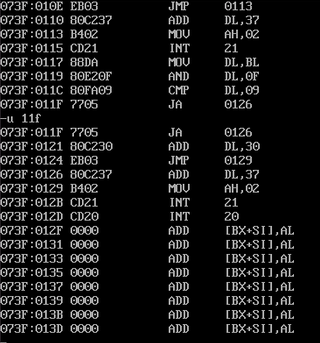 073F:010E EB03 JMP 0113
073F:0110 80C237 ADD DL,37
073F:0113 B402 MOV AH,02
073F:0115 CD21 INT 21
073F:0117 88DA MOV DL,BL
073F:0119 80E20F AND DL,0F
073F:011C 80FA09 CMP DL,09
073F:011F 7705 JA 0126
-u 11f
073F:011F 7705 JA 0126
073F:0121 80C230 ADD DL,30
073F:0124 EB03 JMP 0129
073F:0126 80C237 ADD DL,37
073F:0129 B402 MOV AH,02
073F:012B CD21 INT 21
073F:012D CD20 INT 20
073F:012F 0000 ADD [BX+SI],AL
073F:0131 0000 ADD [BX+SI],AL
073F:0133 0000 ADD [BX+SI],AL
073F:0135 0000 ADD [BX+SI],AL
073F:0137 0000 ADD [BX+SI],AL
073F:0139 0000 ADD [BX+SI],AL
073F:013B 0000 ADD [BX+SI],AL
073F:013D 0000 ADD [BX+SI],AL